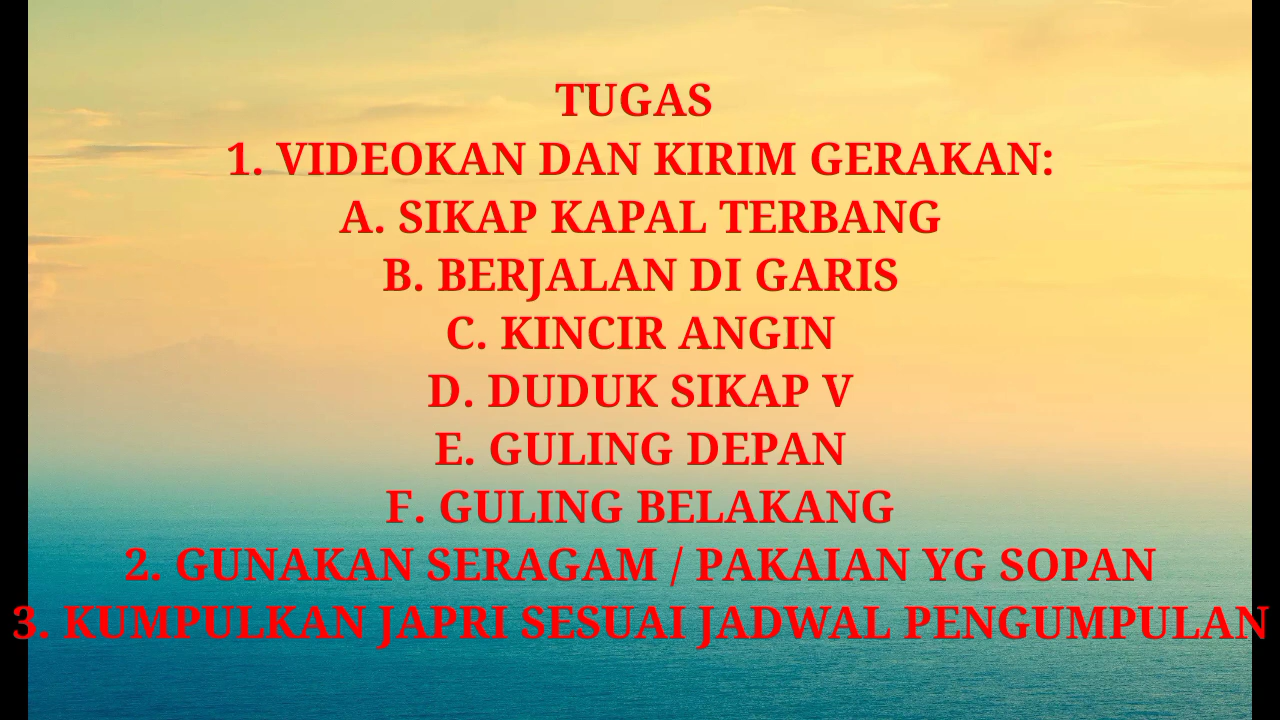 TUGAS
1. VIDEOKAN DAN KIRIM GERAKAN:
A. SIKAP KAPAL TERBANG
B. BERJALAN DI GARIS
C. KINCIR ANGIN
D. DUDUK SIKAP V
E. GULING DEPAN
F. GULING BELAKANG
2. GUNAKAN SERAGAM / PAKAIAN YG SOPAN
3. KUMPULKAN JAPRI SESUAI JADWAL PENGUMPULAN